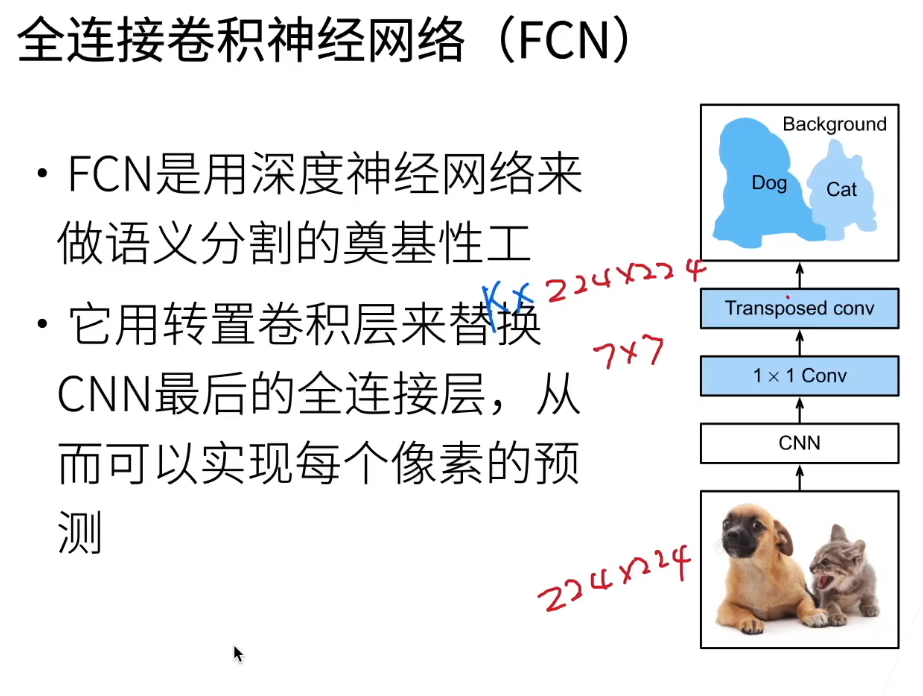 全连接卷积神经网络（FCN）
• FCN是用深度神经网络来
做语义分割的奠基性工
• 它用转置卷积层来替换
CNN最后的全连接层，从
而可以实现每个像素的预
测
Background
Dog
Cat
K× 224×224
Transposed conv
7×7
1 × 1 Conv
CNN
224×224